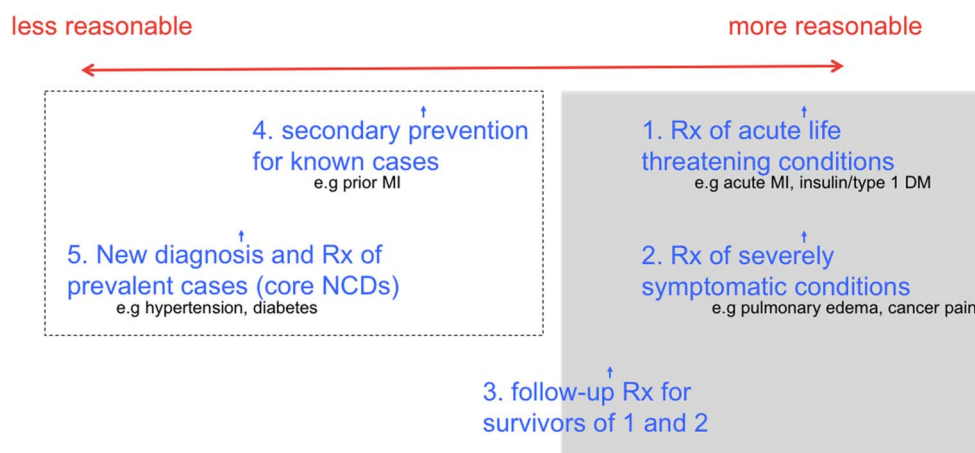 less reasonable
more reasonable
4. secondary prevention
for known cases
e.g prior MI
1. Rx of acute life
threatening conditions
e.g acute MI, insulin/type 1 DM
5. New diagnosis and Rx of
prevalent cases (core NCDs)
e.g hypertension, diabetes
2. Rx of severely
symptomatic conditions
e.g pulmonary edema, cancer pain
3. follow-up Rx for
survivors of 1 and 2